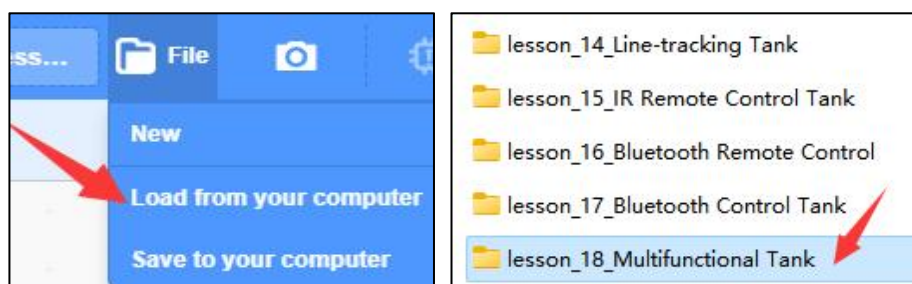 ss...
File
New
Load from your computer
Save to your computer
lesson_14_Line-tracking Tank
lesson_15_IR Remote Control Tank
lesson_16_Bluetooth Remote Control
lesson_17_Bluetooth Control Tank
lesson_18_Multifunctional Tank